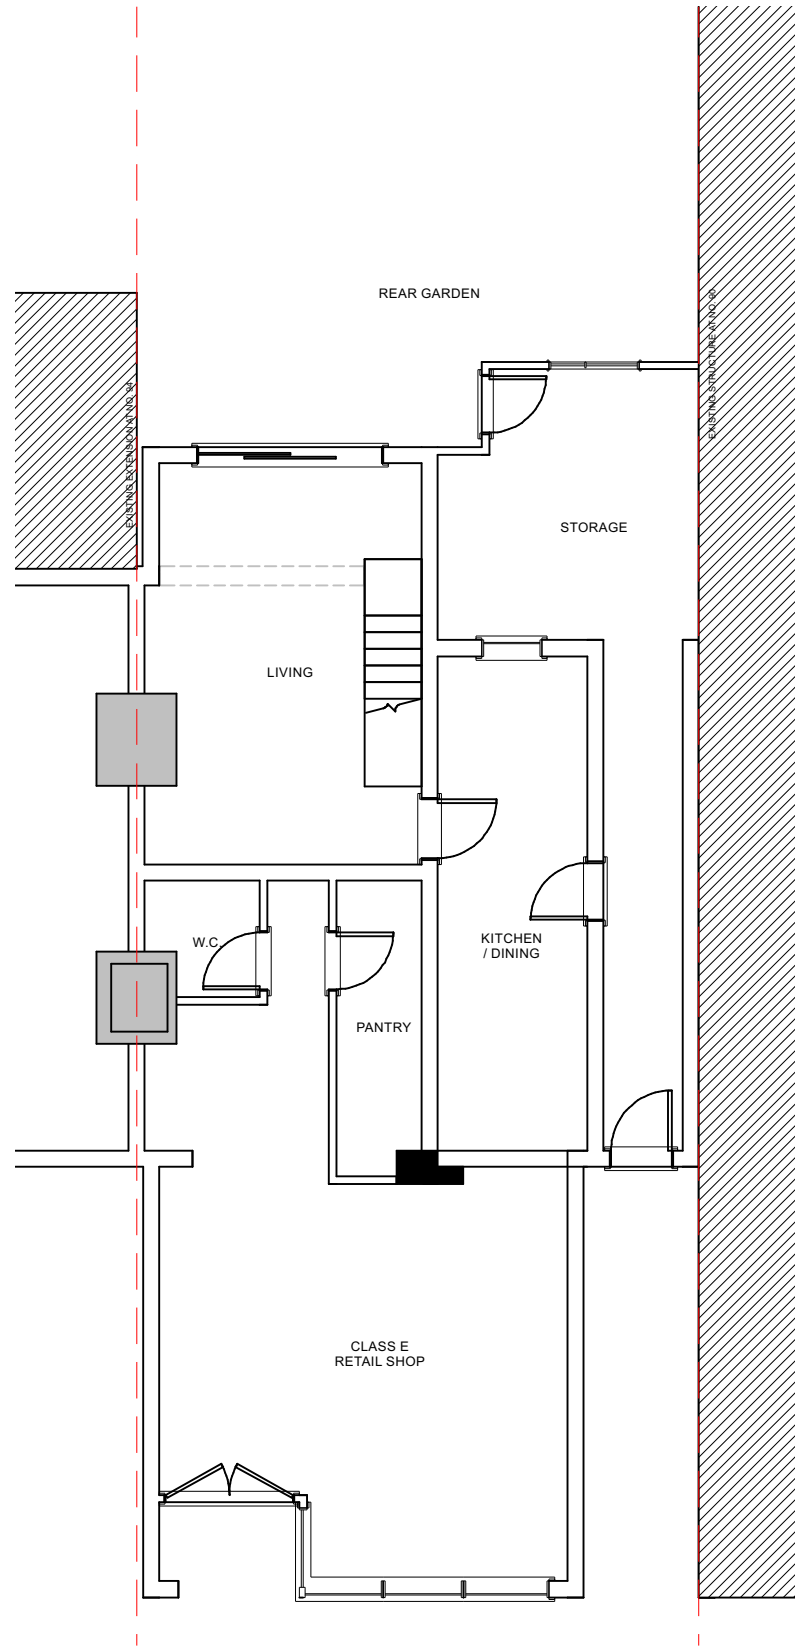 REAR GARDEN
EXISTING STRUCTURE AT NO. 90
EXISTING EXTENSION AT NO. 94
STORAGE
LIVING
W.C.
KITCHEN
/ DINING
PANTRY
CLASS E
RETAIL SHOP